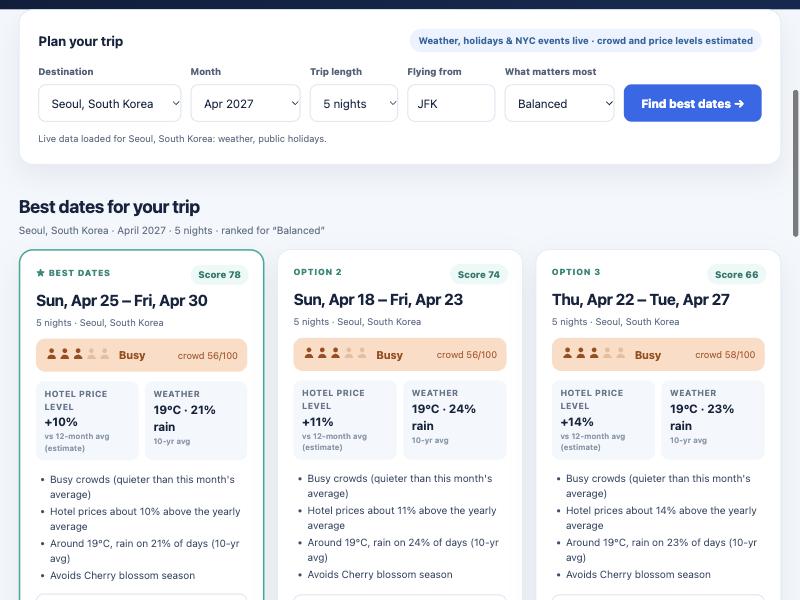 Plan your trip
Weather, holidays & NYC events live · crowd and price levels estimated
Destination
Month
Trip length
Flying from
What matters most
Seoul, South Korea
Apr 2027
5 nights
JFK
Balanced
Find best dates →
Live data loaded for Seoul, South Korea: weather, public holidays.
Best dates for your trip
Seoul, South Korea · April 2027 · 5 nights · ranked for “Balanced”
★ BEST DATES
Score 78
Sun, Apr 25 – Fri, Apr 30
5 nights · Seoul, South Korea
Busy
crowd 56/100
HOTEL PRICE
LEVEL
+10%
vs 12-month avg
(estimate)
WEATHER
19°C · 21%
rain
10-yr avg
• Busy crowds (quieter than this month's
average)
• Hotel prices about 10% above the yearly
average
• Around 19°C, rain on 21% of days (10-yr
avg)
• Avoids Cherry blossom season
OPTION 2
Score 74
Sun, Apr 18 – Fri, Apr 23
5 nights · Seoul, South Korea
Busy
crowd 56/100
HOTEL PRICE
LEVEL
+11%
vs 12-month avg
(estimate)
WEATHER
19°C · 24%
rain
10-yr avg
• Busy crowds (quieter than this month's
average)
• Hotel prices about 11% above the yearly
average
• Around 19°C, rain on 24% of days (10-yr
avg)
• Avoids Cherry blossom season
OPTION 3
Score 66
Thu, Apr 22 – Tue, Apr 27
5 nights · Seoul, South Korea
Busy
crowd 58/100
HOTEL PRICE
LEVEL
+14%
vs 12-month avg
(estimate)
WEATHER
19°C · 23%
rain
10-yr avg
• Busy crowds (quieter than this month's
average)
• Hotel prices about 14% above the yearly
average
• Around 19°C, rain on 23% of days (10-yr
avg)
• Avoids Cherry blossom season